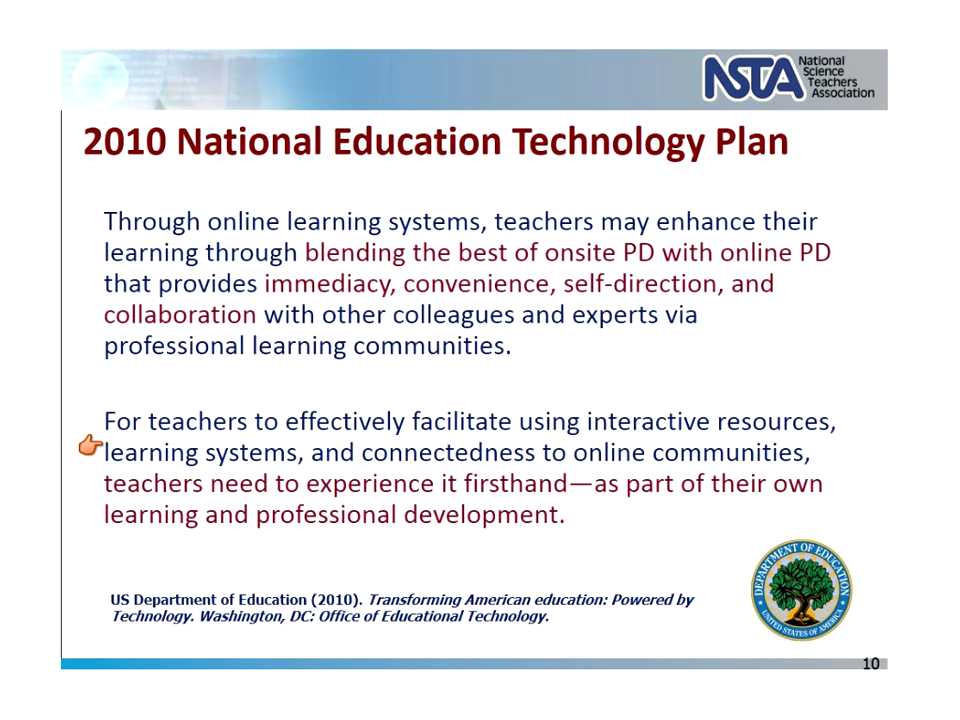 NSTA
National
Science
Teachers
Association
2010 National Education Technology Plan
Through online learning systems, teachers may enhance their
learning through blending the best of onsite PD with online PD
that provides immediacy, convenience, self-direction, and
collaboration with other colleagues and experts via
professional learning communities.
For teachers to effectively facilitate using interactive resources,
learning systems, and connectedness to online communities,
teachers need to experience it firsthand—as part of their own
learning and professional development.
DEPARTMENT OF EDUCATION
UNITED STATES OF AMERICA
US Department of Education (2010). Transforming American education: Powered by
Technology. Washington, DC: Office of Educational Technology.
10